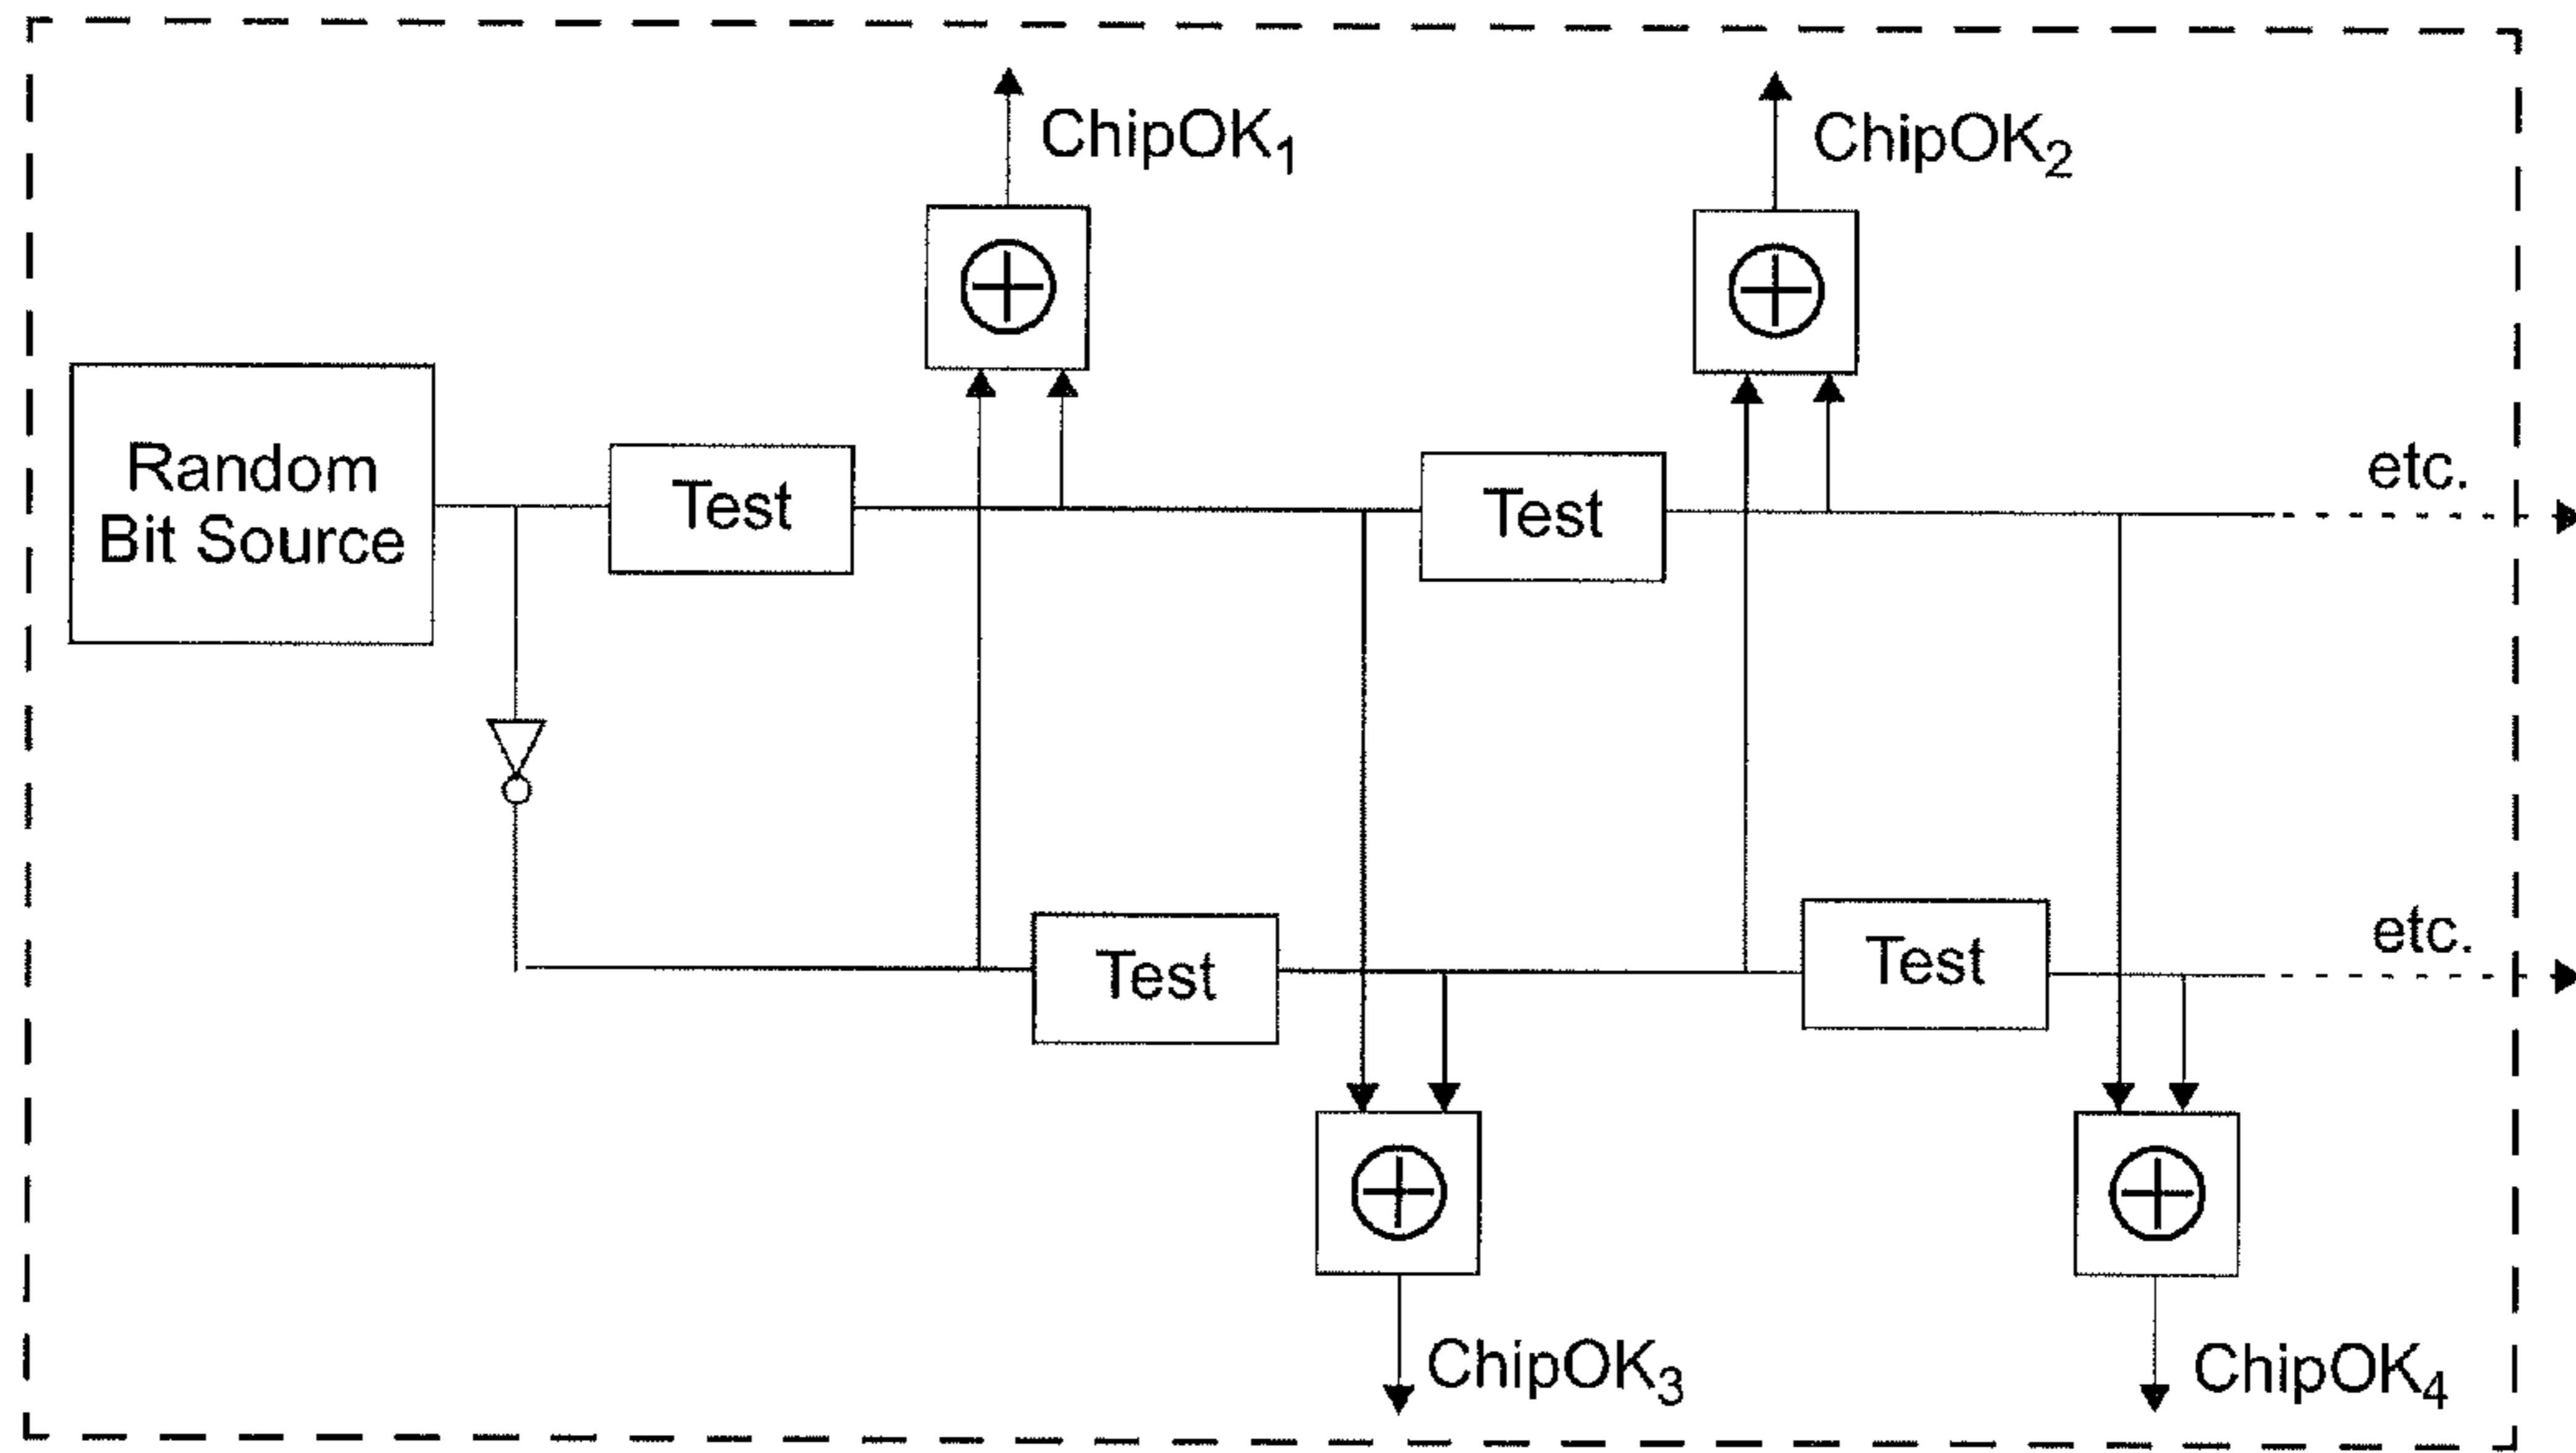 ChipOK₁
ChipOK₂
Random
Bit Source
Test
Test
etc.
Test
Test
etc.
ChipOK₃
ChipOK₄